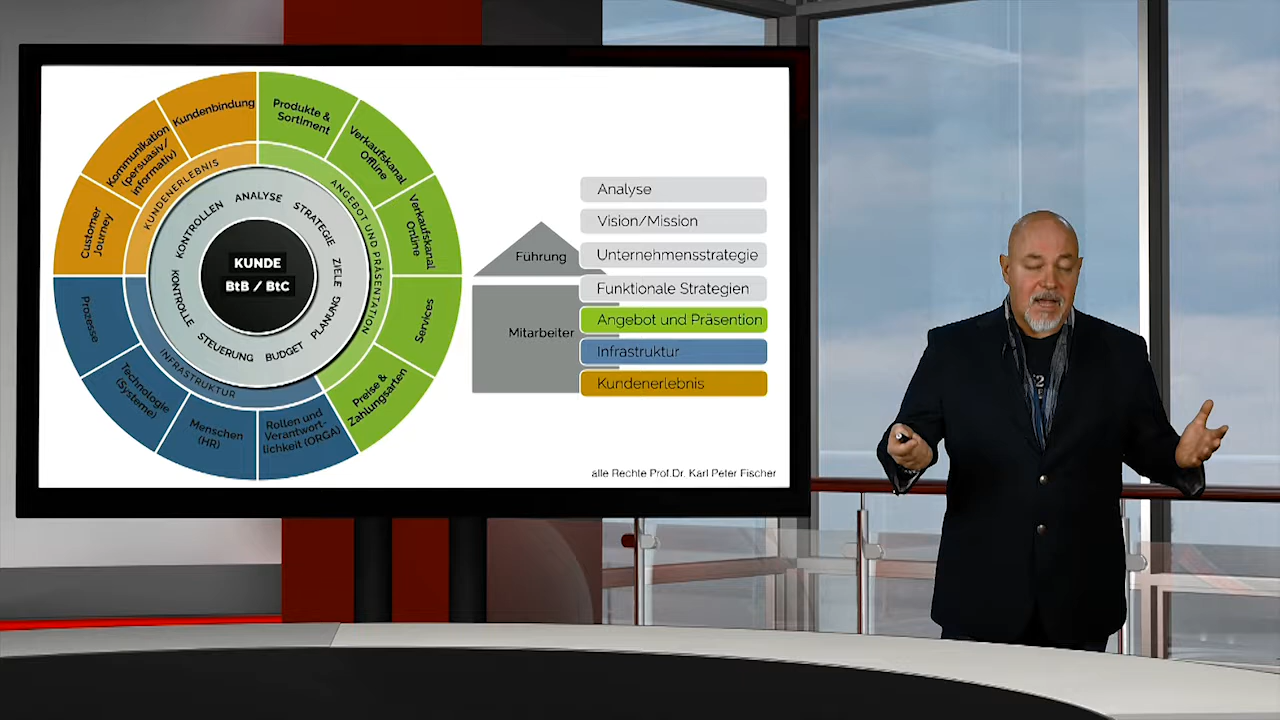 Produkte &
Sortiment
Verkaufskanal
Offline
Verkaufskanal
Online
Services
Preise &
Zahlungsarten
Rollen und
Verantwort-
lichkeit (ORGA)
Menschen
(HR)
Technologie
(Systeme)
Prozesse
Customer
Journey
Kommunikation
(persuasiv/
informativ)
Kundenbindung
KUNDENERLEBNIS
ANGEBOT UND PRÄSENTATION
INFRASTRUKTUR
ANALYSE
STRATEGIE
ZIELE
PLANUNG
BUDGET
STEUERUNG
KONTROLLE
KONTROLLEN
KUNDE
BtB / BtC
Führung
Mitarbeiter
Analyse
Vision/Mission
Unternehmensstrategie
Funktionale Strategien
Angebot und Präsention
Infrastruktur
Kundenerlebnis
alle Rechte Prof.Dr. Karl Peter Fischer